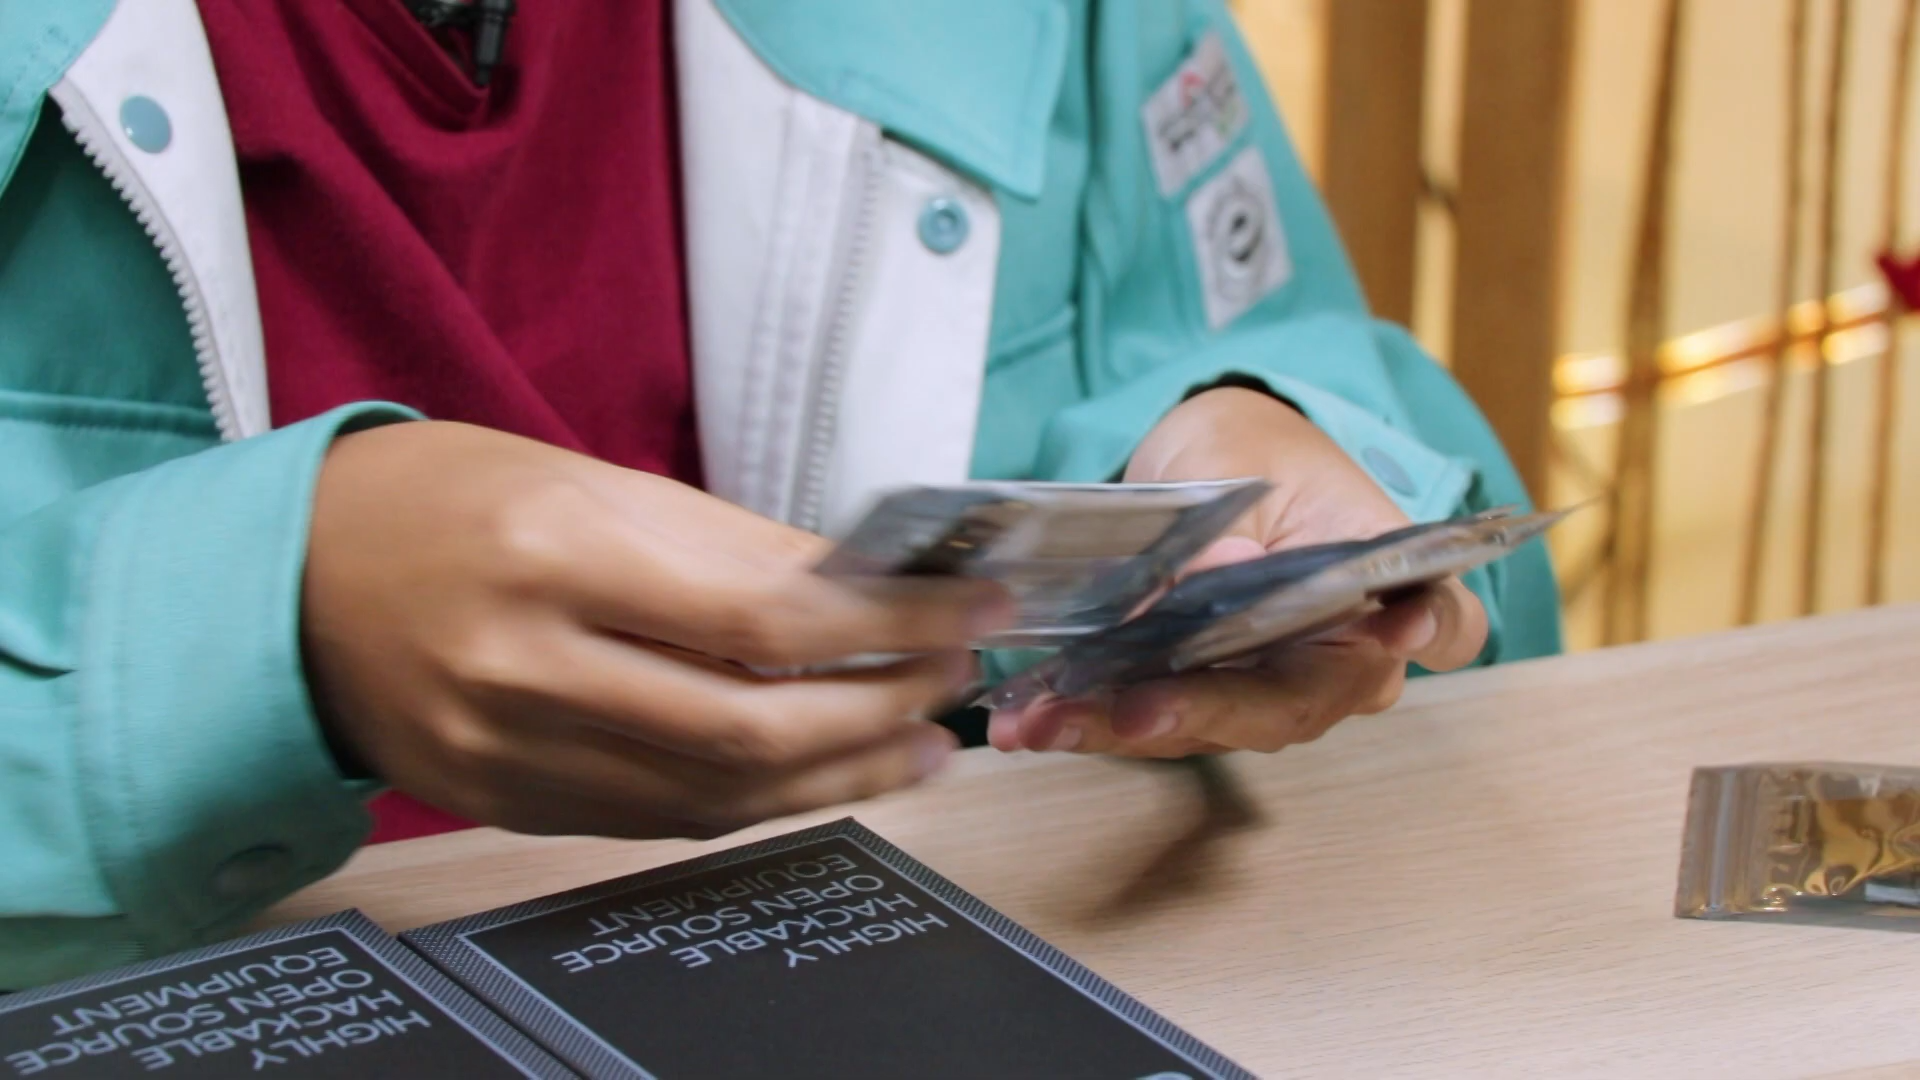 HIGHLY
HACKABLE
OPEN SOURCE
EQUIPMENT
HIGHLY
HACKABLE
OPEN SOURCE
EQUIPMENT